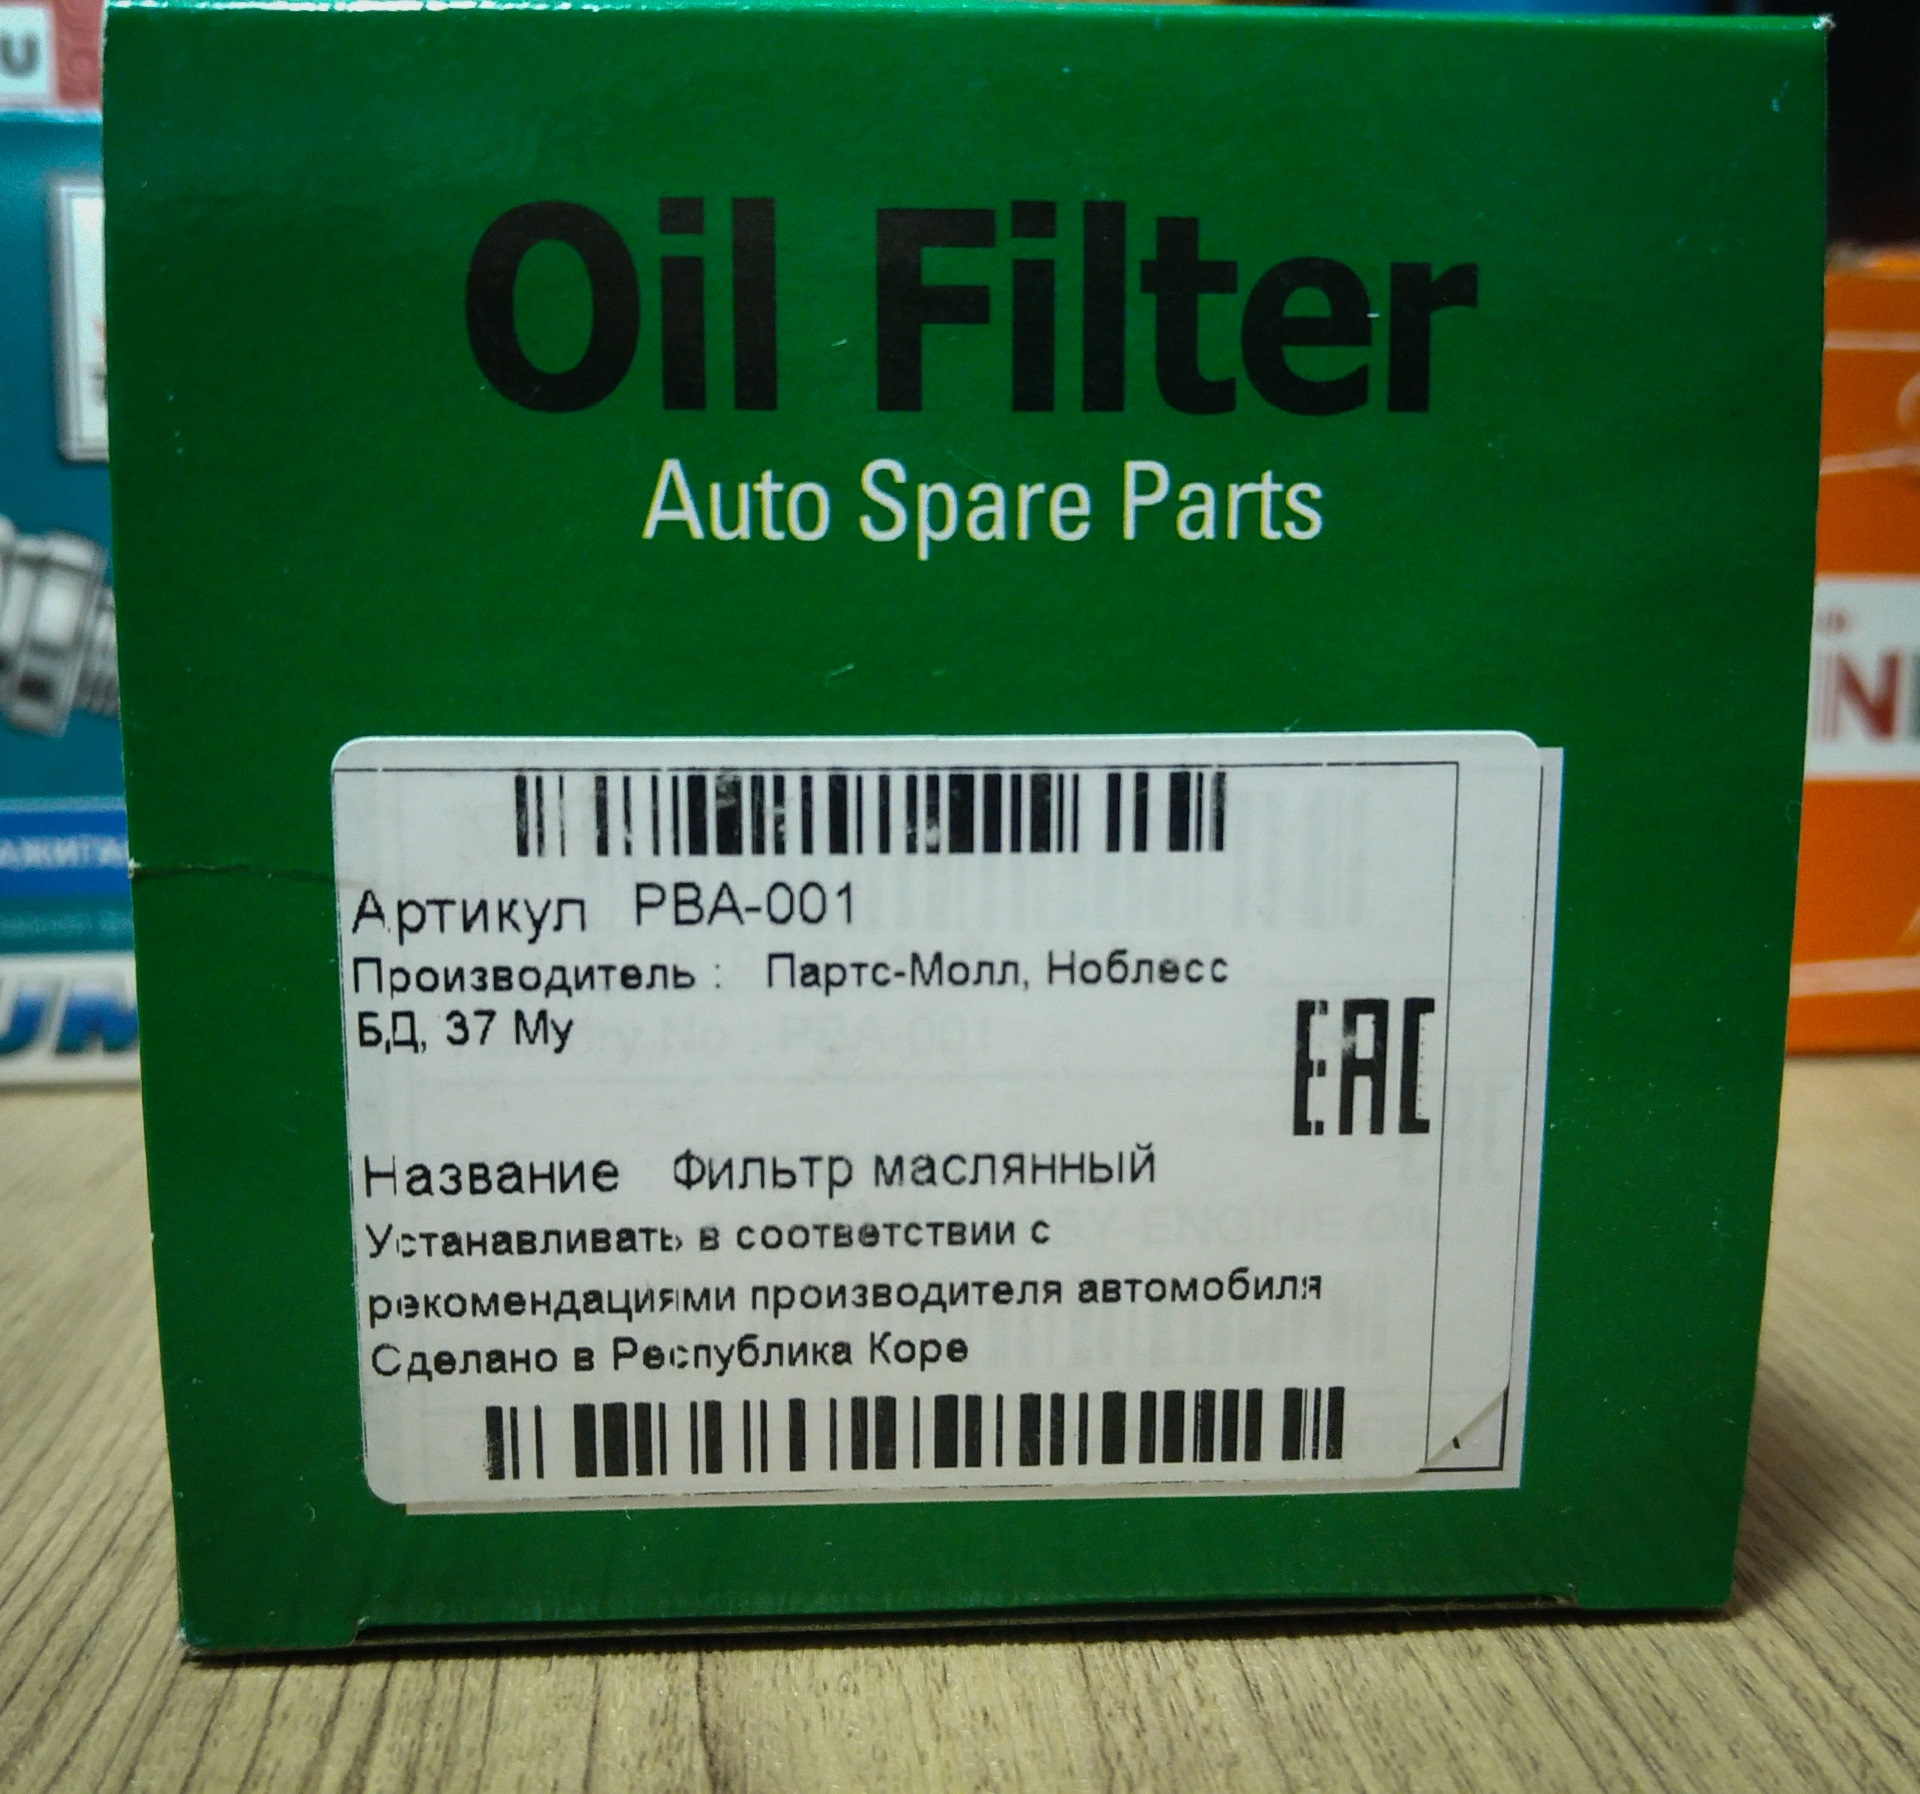 Oil Filter
Auto Spare Parts
Артикул PBA-001
Производитель : Партс-Молл, Ноблесс
БД, 37 Му
EAC
Название Фильтр маслянный
Устанавливать в соответствии с
рекомендациями производителя автомобиля
Сделано в Республика Коре